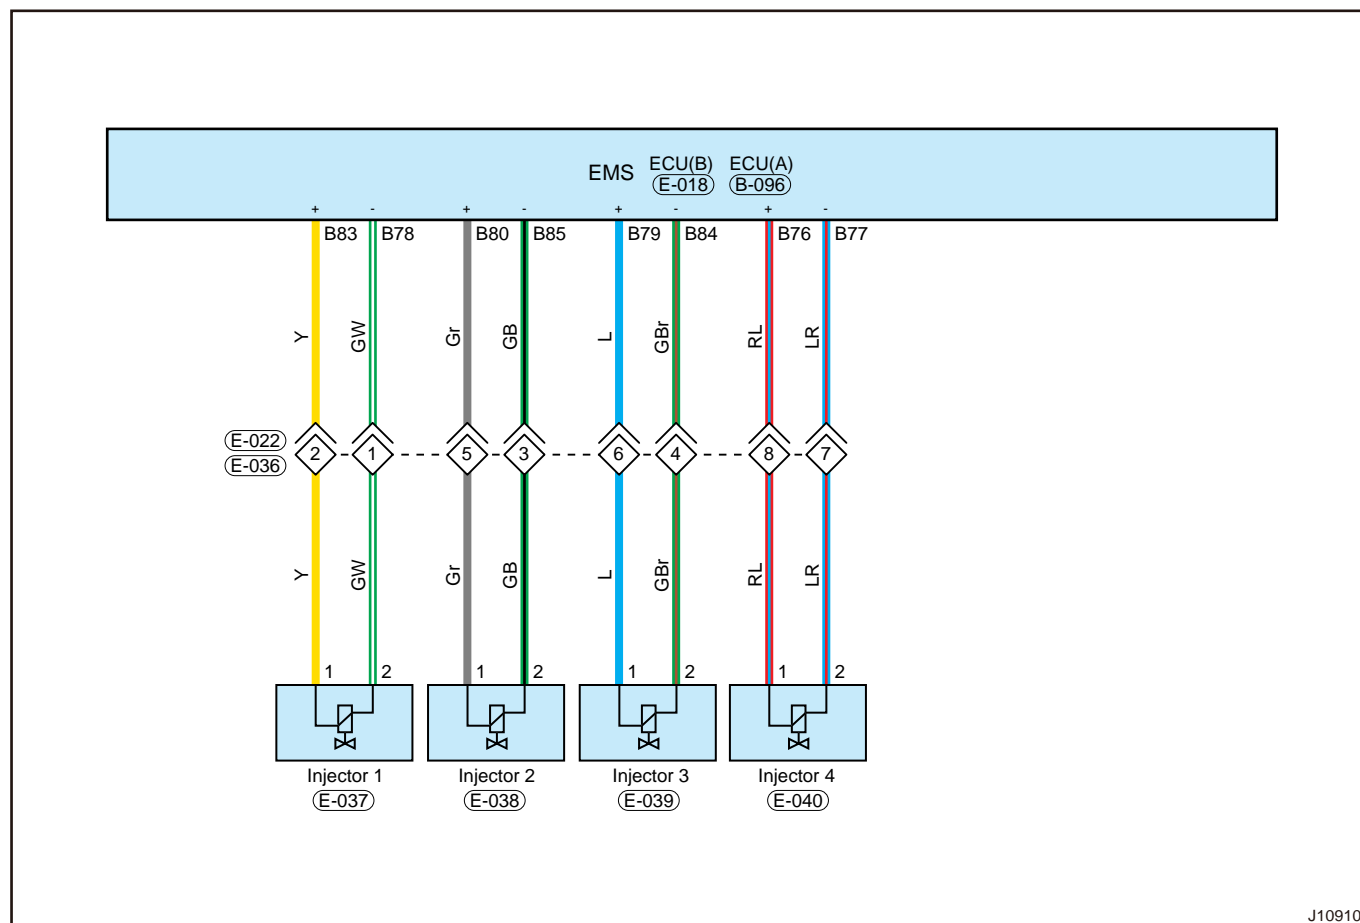 EMS ECU(B) ECU(A)
E-018 B-096
+ - + - + - + -
B83 B78 B80 B85 B79 B84 B76 B77
Y GW Gr GB L GBr RL LR
E-022
E-036
2 1 5 3 6 4 8 7
Y GW Gr GB L GBr RL LR
1 2 1 2 1 2 1 2
Injector 1 Injector 2 Injector 3 Injector 4
E-037 E-038 E-039 E-040
J10910